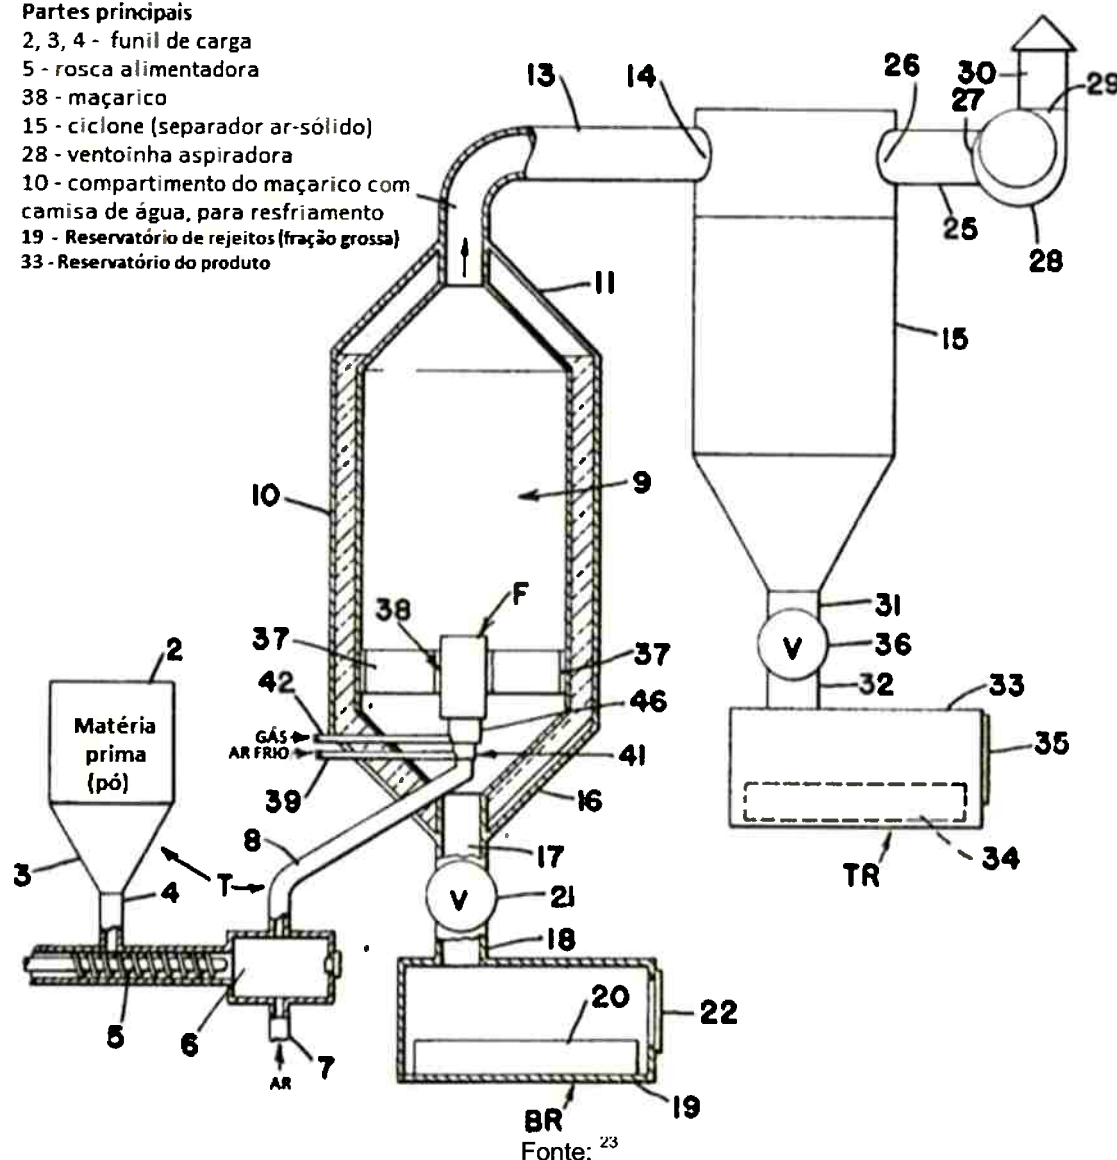 Partes principais
2, 3, 4 - funil de carga
5 - rosca alimentadora
38 - maçarico
15 - ciclone (separador ar-sólido)
28 - ventoinha aspiradora
10 - compartimento do maçarico com
camisa de água, para resfriamento
19 - Reservatório de rejeitos (fração grossa)
33 - Reservatório do produto
13
14
26
30
27
29
25
28
11
15
10
9
F
38
37
37
31
36
V
32
33
35
34
TR
42
46
GÁS
AR FRIO
41
39
16
2
Matéria
prima
(pó)
3
4
T
8
17
V
21
18
20
22
5
6
7
AR
19
BR
Fonte: 23